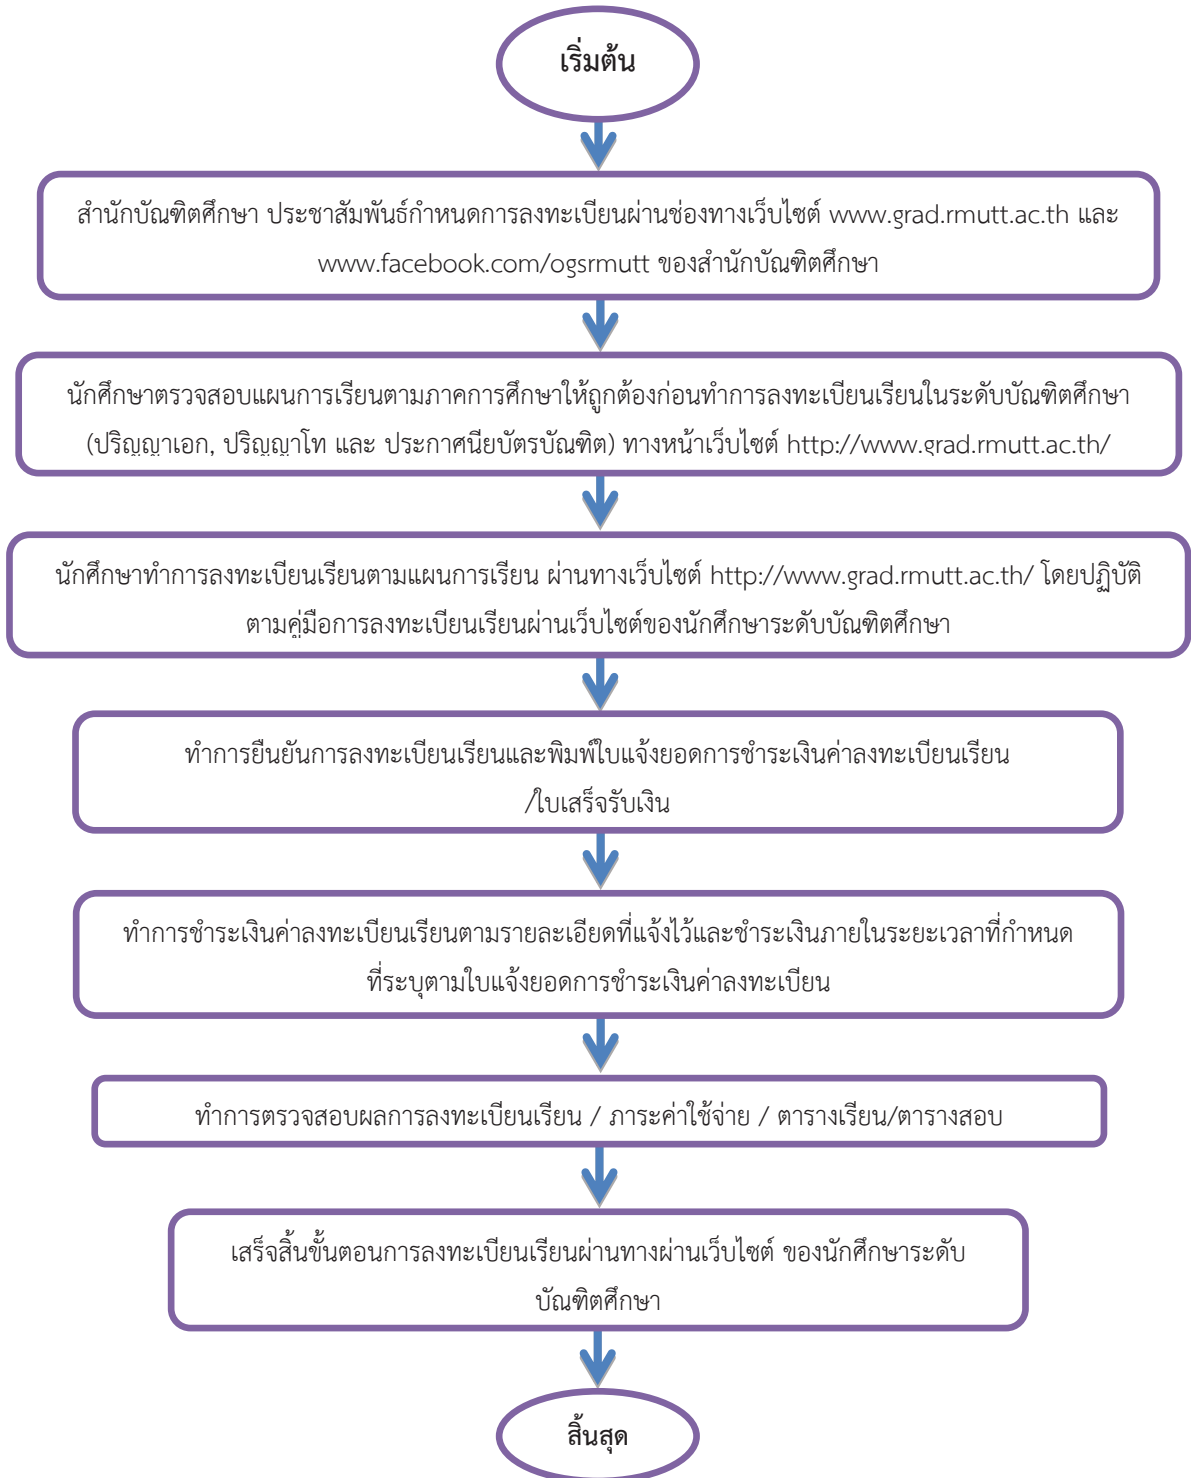 เริ่มต้น
สำนักบัณฑิตศึกษา ประชาสัมพันธ์กำหนดการลงทะเบียนผ่านช่องทางเว็บไซต์ www.grad.rmutt.ac.th และ
www.facebook.com/ogsrmutt ของสำนักบัณฑิตศึกษา
นักศึกษาตรวจสอบแผนการเรียนตามภาคการศึกษาให้ถูกต้องก่อนทำการลงทะเบียนเรียนในระดับบัณฑิตศึกษา
(ปริญญาเอก, ปริญญาโท และ ประกาศนียบัตรบัณฑิต) ทางหน้าเว็บไซต์ http://www.grad.rmutt.ac.th/
นักศึกษาทำการลงทะเบียนเรียนตามแผนการเรียน ผ่านทางเว็บไซต์ http://www.grad.rmutt.ac.th/ โดยปฏิบัติ
ตามคู่มือการลงทะเบียนเรียนผ่านเว็บไซต์ของนักศึกษาระดับบัณฑิตศึกษา
ทำการยืนยันการลงทะเบียนเรียนและพิมพ์ใบแจ้งยอดการชำระเงินค่าลงทะเบียนเรียน
/ใบเสร็จรับเงิน
ทำการชำระเงินค่าลงทะเบียนเรียนตามรายละเอียดที่แจ้งไว้และชำระเงินภายในระยะเวลาที่กำหนด
ที่ระบุตามใบแจ้งยอดการชำระเงินค่าลงทะเบียน
ทำการตรวจสอบผลการลงทะเบียนเรียน / ภาระค่าใช้จ่าย / ตารางเรียน/ตารางสอบ
เสร็จสิ้นขั้นตอนการลงทะเบียนเรียนผ่านทางผ่านเว็บไซต์ ของนักศึกษาระดับ
บัณฑิตศึกษา
สิ้นสุด